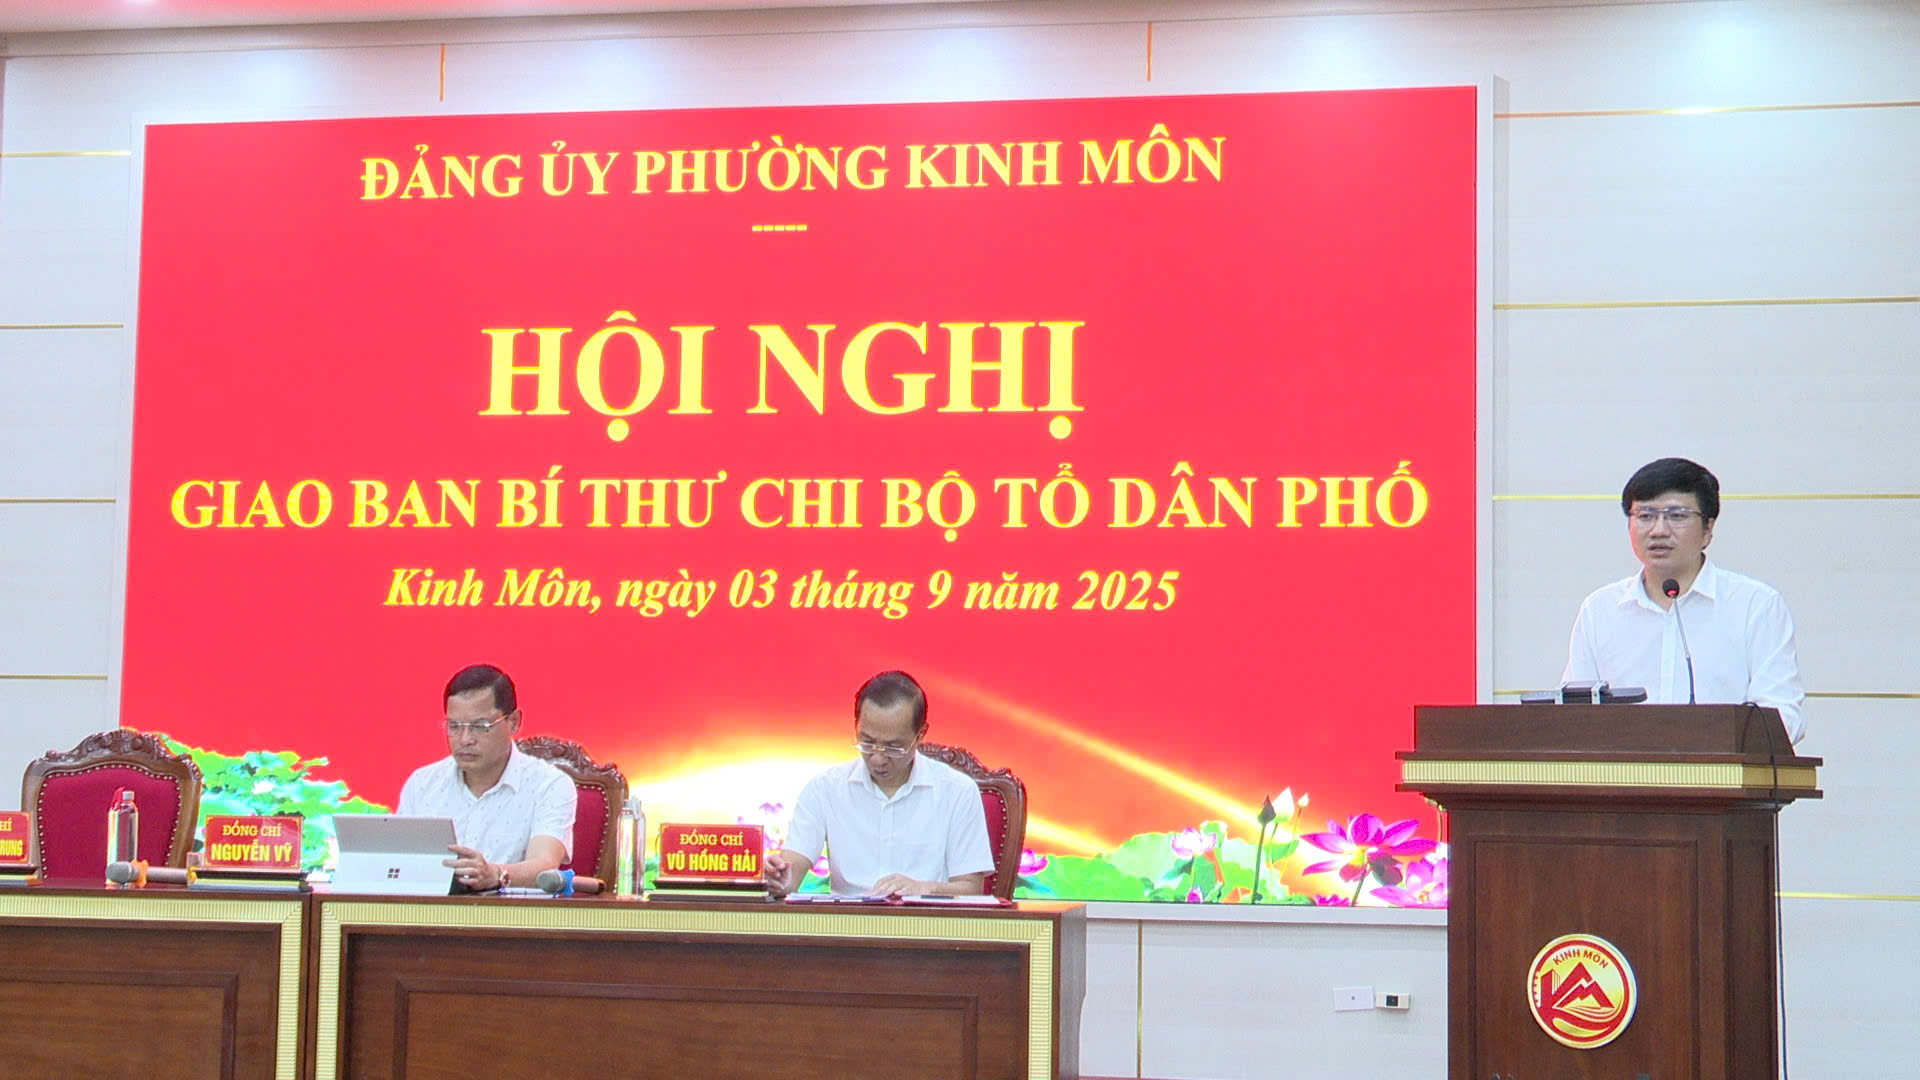 ĐẢNG ỦY PHƯỜNG KINH MÔN
-----
HỘI NGHỊ
GIAO BAN BÍ THƯ CHI BỘ TỔ DÂN PHỐ
Kinh Môn, ngày 03 tháng 9 năm 2025
ĐỒNG CHÍ
NGUYỄN VỸ
ĐỒNG CHÍ
VŨ HỒNG HẢI
KINH MÔN